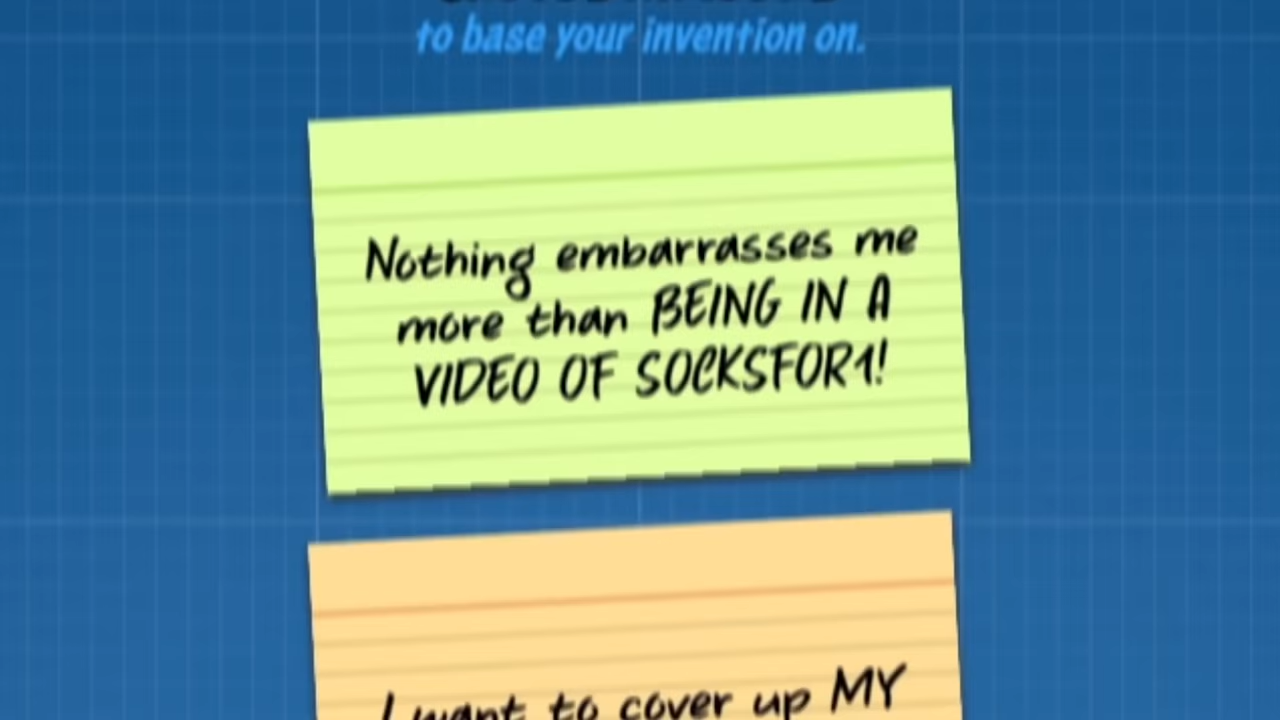 to base your invention on.
Nothing embarrasses me
more than BEING IN A
VIDEO OF SOCKSFOR1!
I want to cover up MY